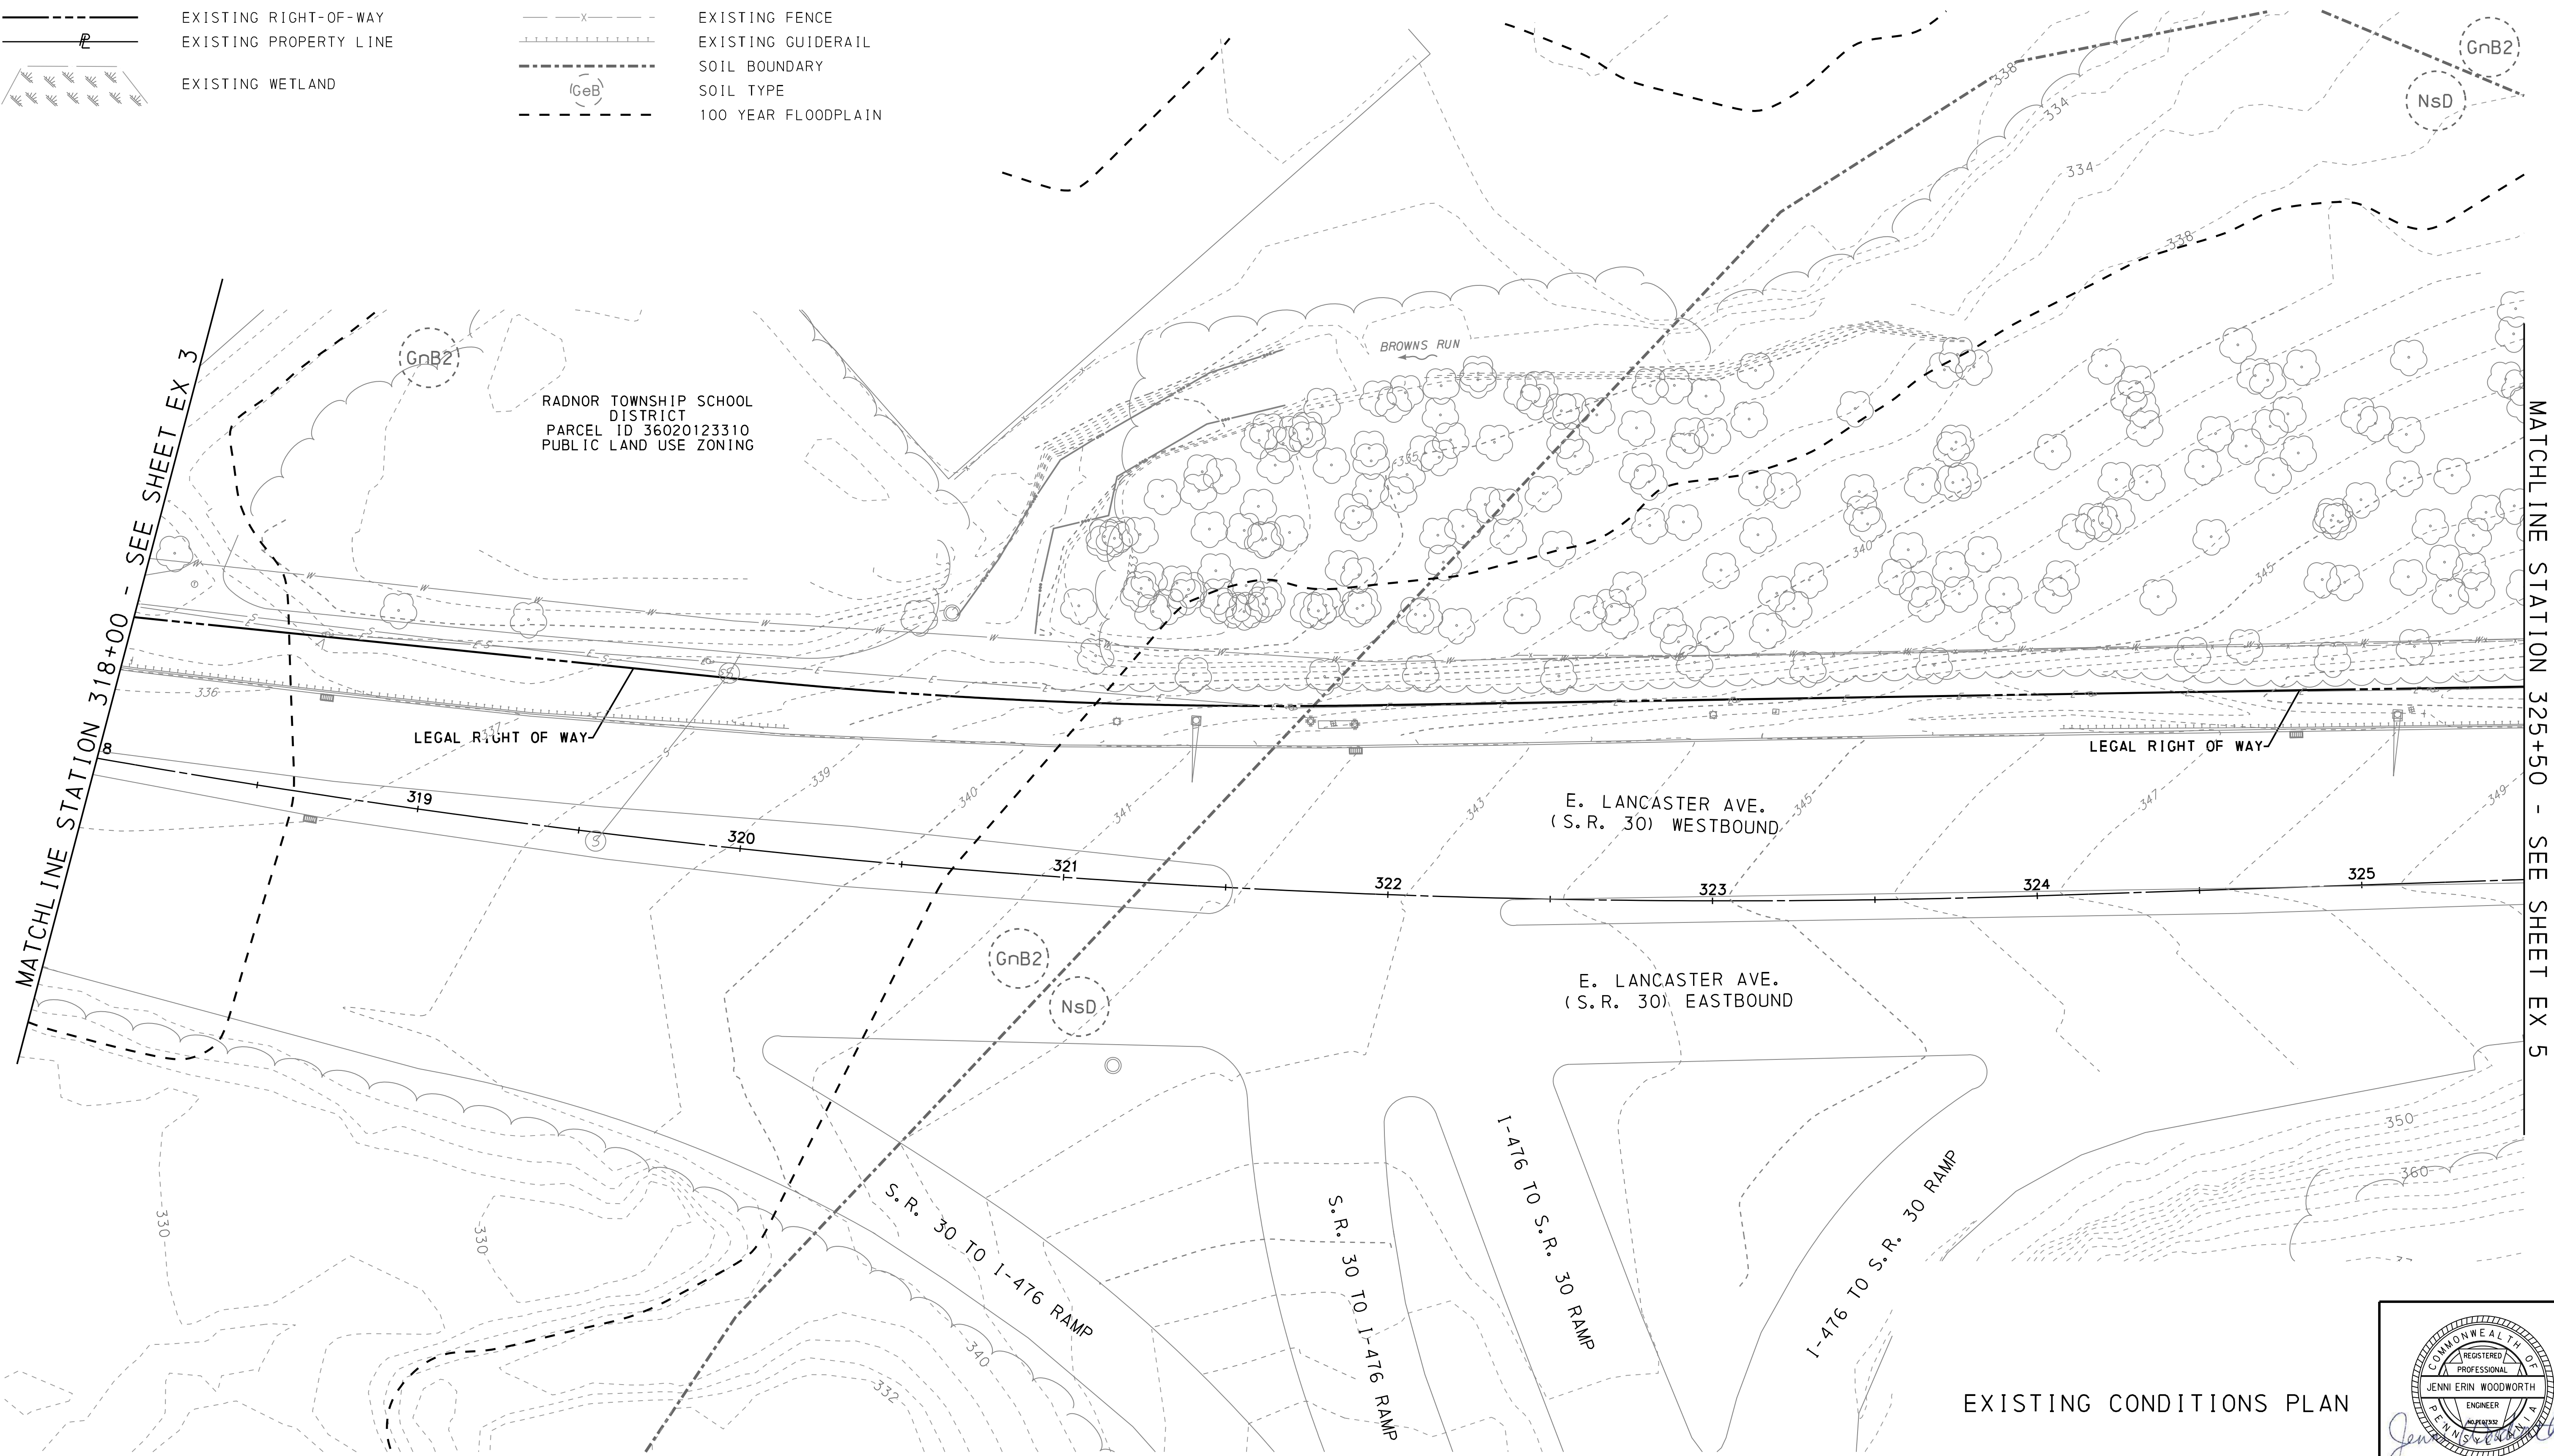 EXISTING RIGHT-OF-WAY
EXISTING PROPERTY LINE
EXISTING WETLAND
EXISTING FENCE
EXISTING GUIDERAIL
SOIL BOUNDARY
GeB
SOIL TYPE
100 YEAR FLOODPLAIN
GnB2
NsD
338
334
334
338
BROWNS RUN
GnB2
RADNOR TOWNSHIP SCHOOL
DISTRICT
PARCEL ID 36020123310
PUBLIC LAND USE ZONING
MATCHLINE STATION 318+00 - SEE SHEET EX 3
MATCHLINE STATION 325+50 - SEE SHEET EX 5
335
340
345
336
337
LEGAL RIGHT OF WAY
LEGAL RIGHT OF WAY
8
339
340
341
343
345
347
349
319
320
321
322
323
324
325
E. LANCASTER AVE.
(S.R. 30) WESTBOUND
E. LANCASTER AVE.
(S.R. 30) EASTBOUND
GnB2
NsD
S.R. 30 TO I-476 RAMP
S.R. 30 TO I-476 RAMP
I-476 TO S.R. 30 RAMP
I-476 TO S.R. 30 RAMP
350
360
330
330
340
332
EXISTING CONDITIONS PLAN
COMMONWEALTH OF
REGISTERED
PROFESSIONAL
JENNI ERIN WOODWORTH
ENGINEER
PENNSYLVANIA